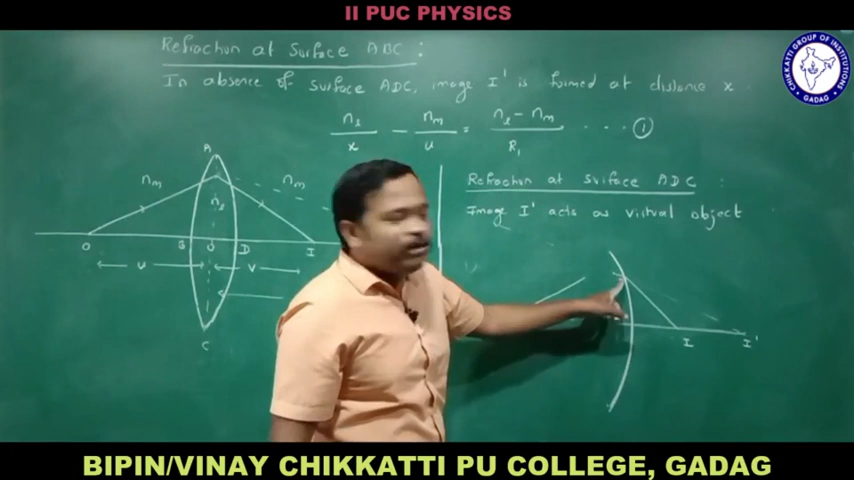 II PUC PHYSICS
Refraction at Surface ABC :
In absence of surface ADC, image I' is formed at distance x .
n₂/x - nₘ/u = n₂ - nₘ/R₁ .... ①
Refraction at Surface ADC :
Image I' acts as virtual object
A
nₘ
nₘ
n₂
O
B
O
D
I
u
v
C
I
I'
CHIKKATTI GROUP OF INSTITUTIONS
GADAG
BIPIN/VINAY CHIKKATTI PU COLLEGE, GADAG